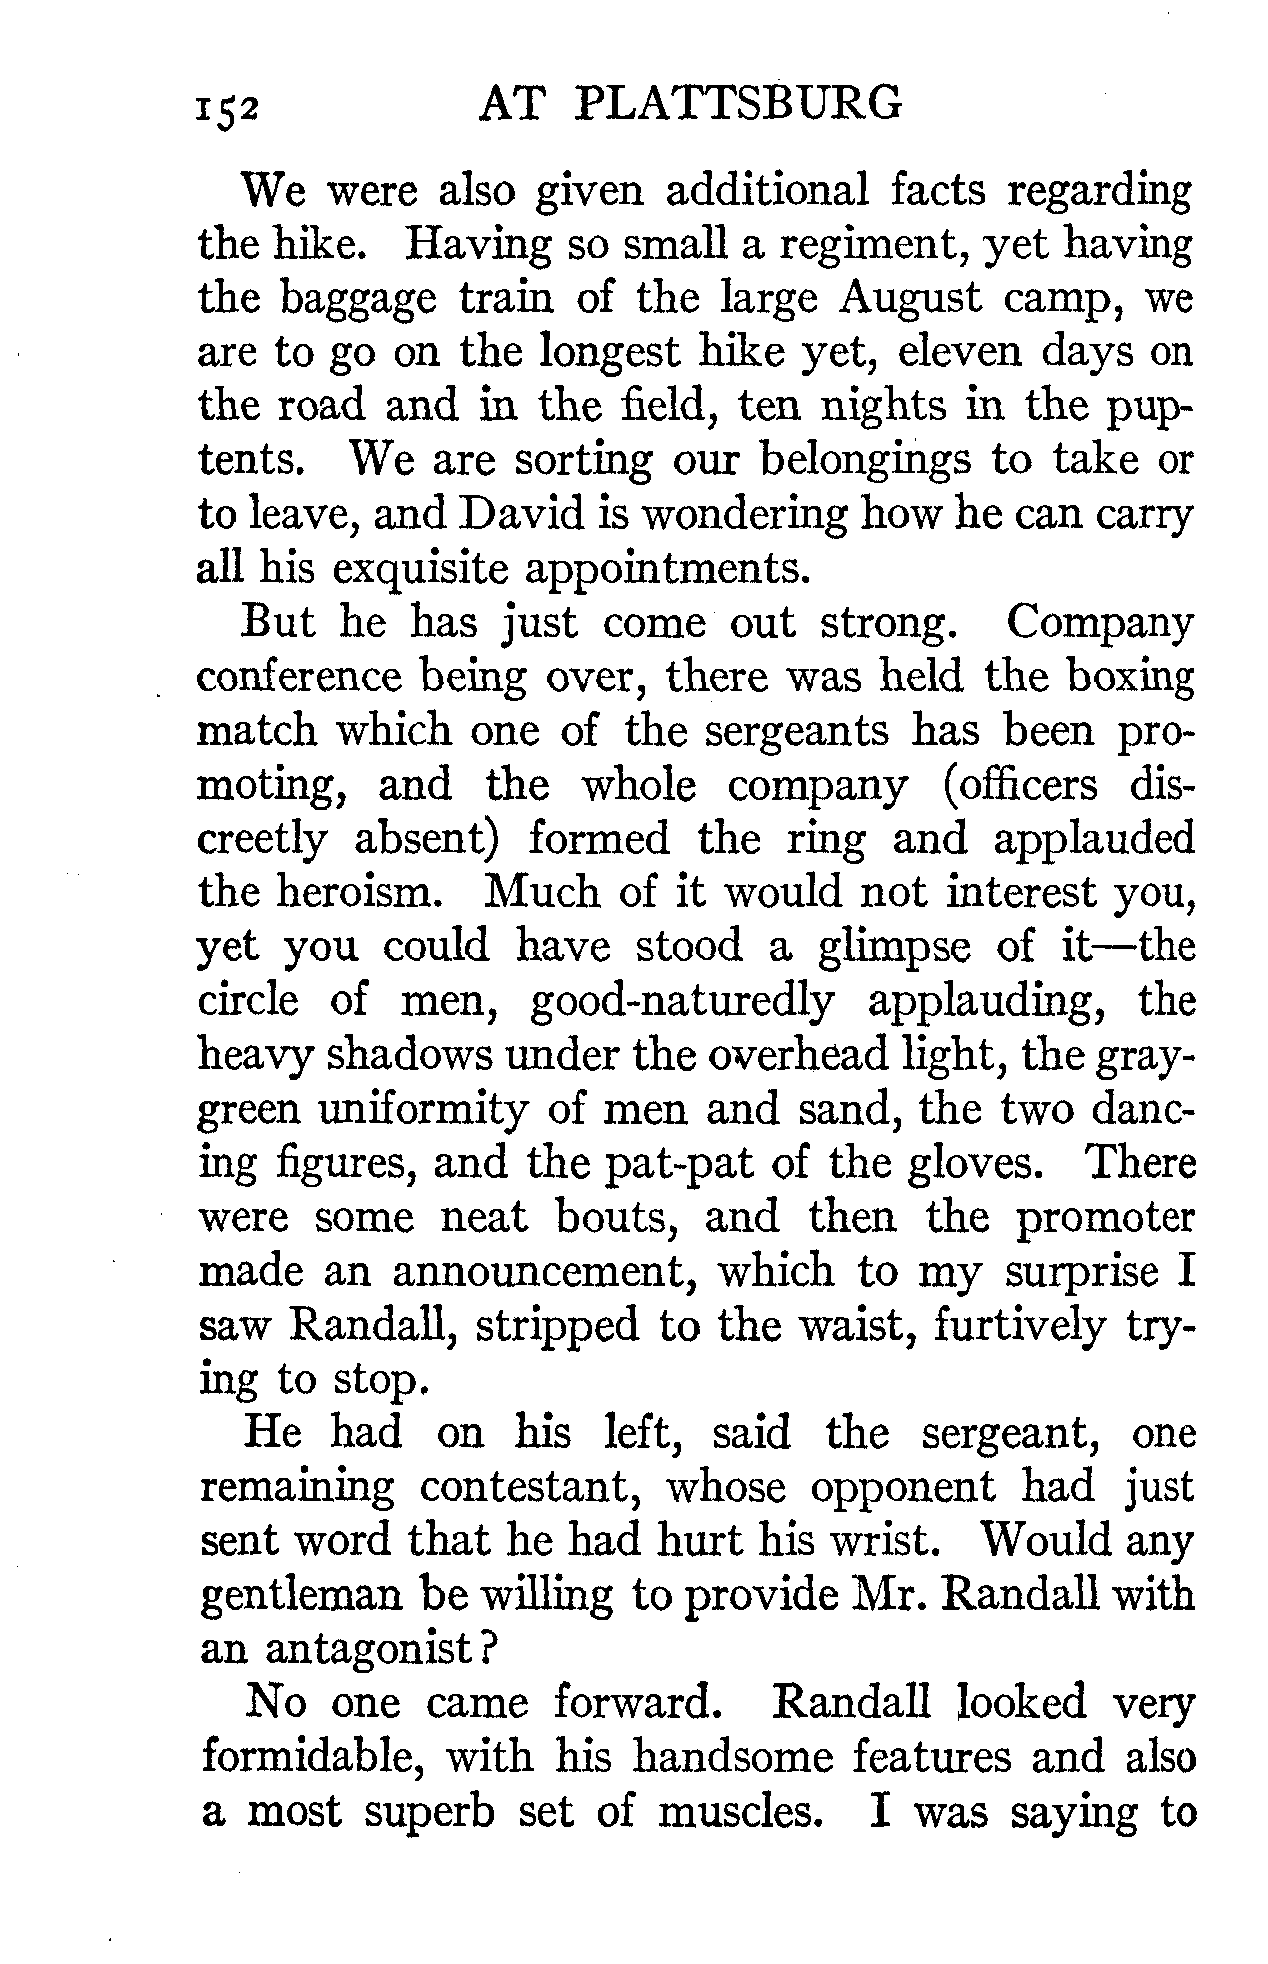 152 AT PLATTSBURG
We were also given additional facts regarding
the hike. Having so small a regiment, yet having
the baggage train of the large August camp, we
are to go on the longest hike yet, eleven days on
the road and in the field, ten nights in the pup-
tents. We are sorting our belongings to take or
to leave, and David is wondering how he can carry
all his exquisite appointments.
But he has just come out strong. Company
conference being over, there was held the boxing
match which one of the sergeants has been pro-
moting, and the whole company (officers dis-
creetly absent) formed the ring and applauded
the heroism. Much of it would not interest you,
yet you could have stood a glimpse of it—the
circle of men, good-naturedly applauding, the
heavy shadows under the overhead light, the gray-
green uniformity of men and sand, the two danc-
ing figures, and the pat-pat of the gloves. There
were some neat bouts, and then the promoter
made an announcement, which to my surprise I
saw Randall, stripped to the waist, furtively try-
ing to stop.
He had on his left, said the sergeant, one
remaining contestant, whose opponent had just
sent word that he had hurt his wrist. Would any
gentleman be willing to provide Mr. Randall with
an antagonist?
No one came forward. Randall looked very
formidable, with his handsome features and also
a most superb set of muscles. I was saying to